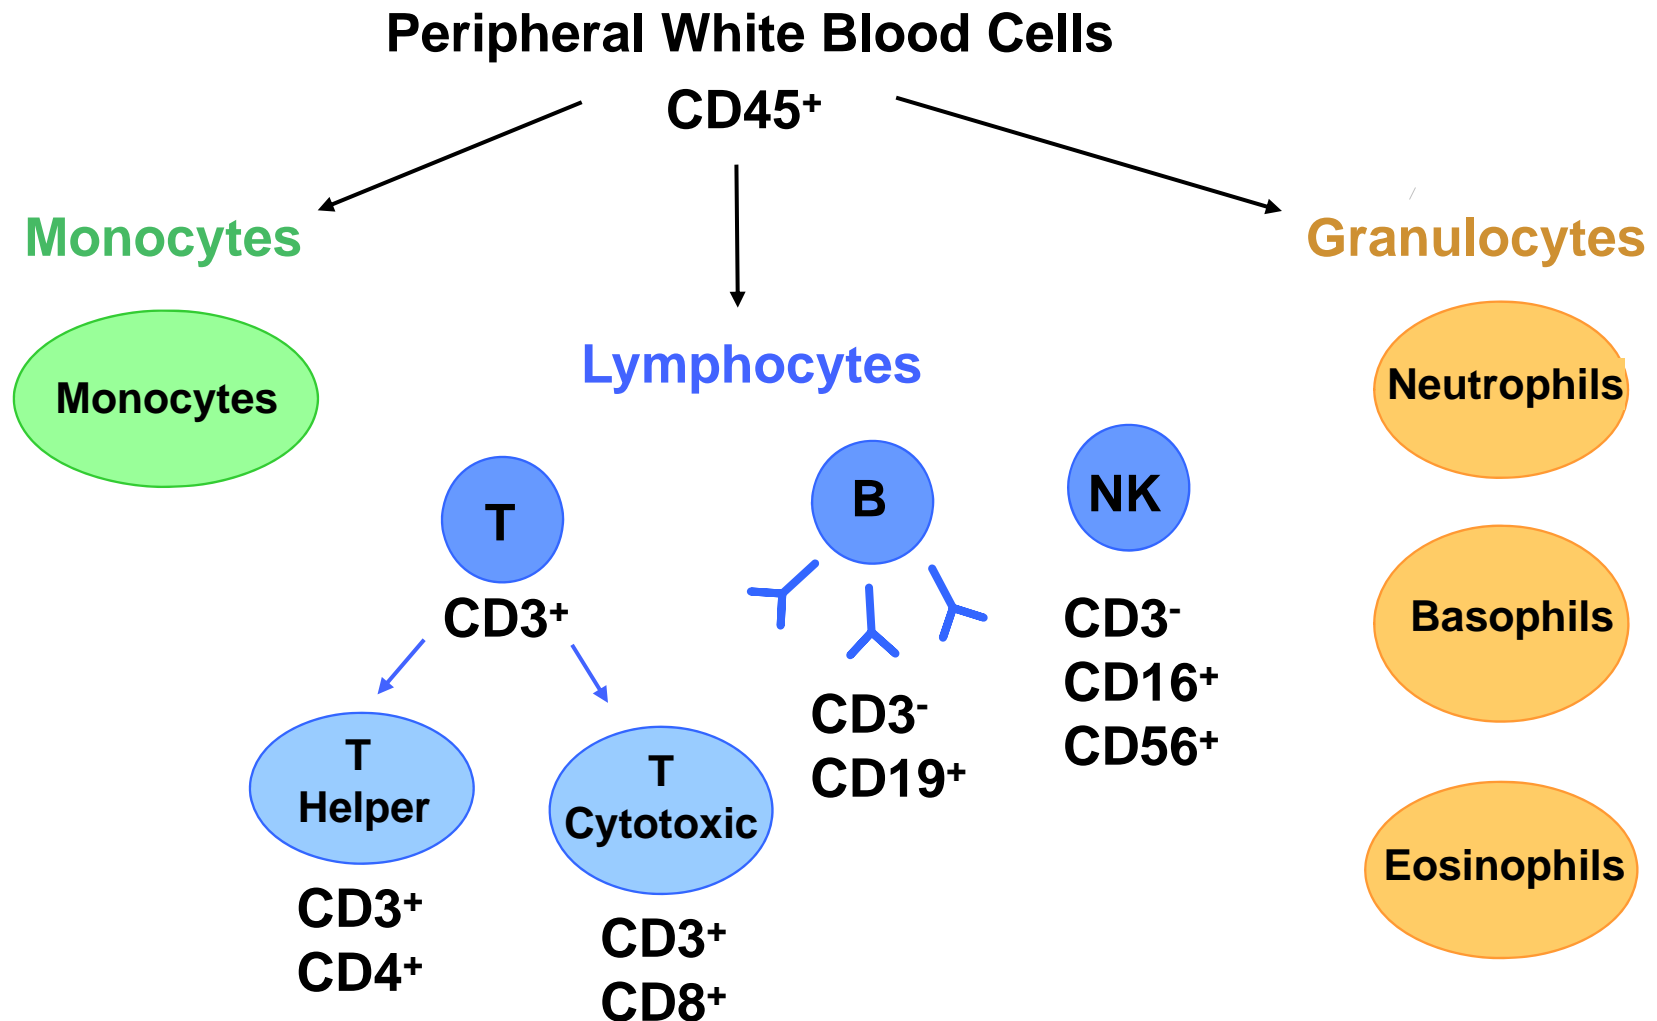 Peripheral White Blood Cells
CD45⁺
Monocytes
Monocytes
Lymphocytes
T
CD3⁺
T
Helper
CD3⁺
CD4⁺
T
Cytotoxic
CD3⁺
CD8⁺
B
CD3⁻
CD19⁺
NK
CD3⁻
CD16⁺
CD56⁺
Granulocytes
Neutrophils
Basophils
Eosinophils